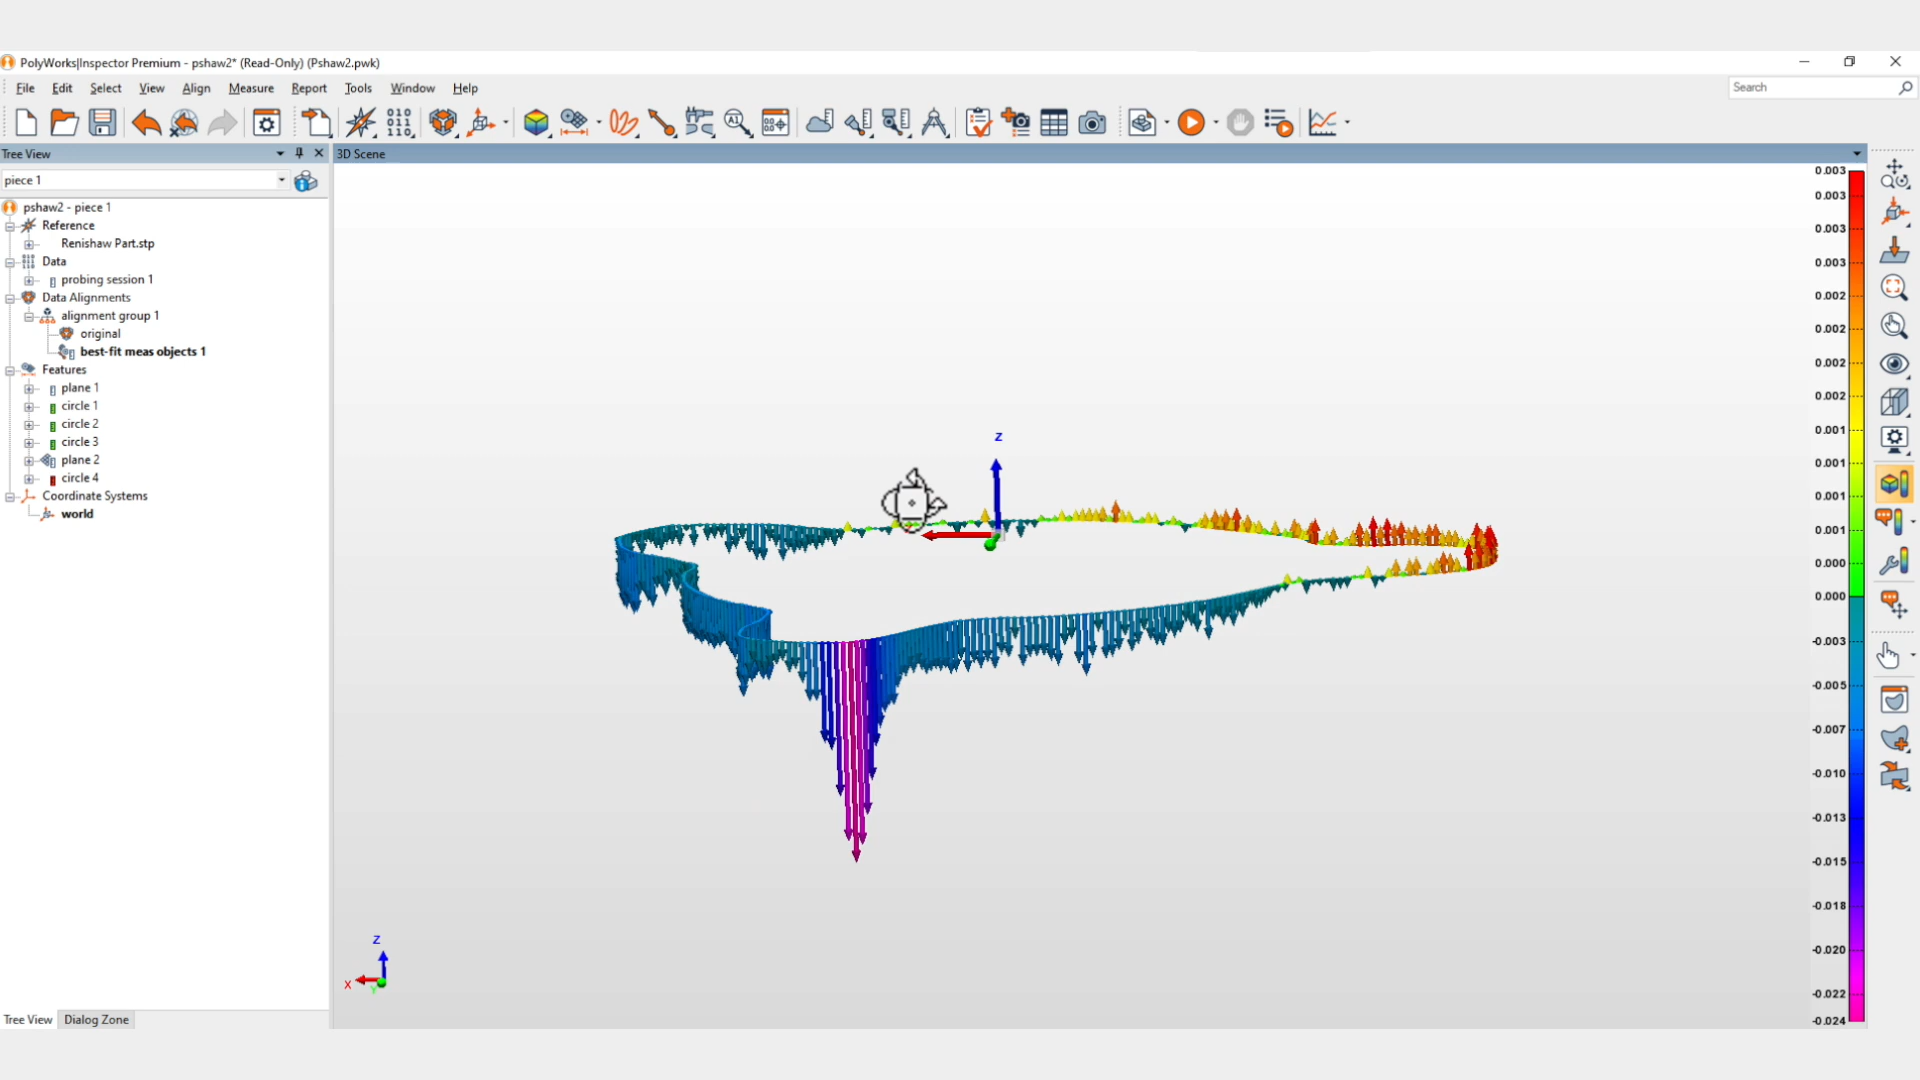 PolyWorks|Inspector Premium - pshaw2* (Read-Only) (Pshaw2.pwk)
File Edit Select View Align Measure Report Tools Window Help
Search
Tree View
3D Scene
piece 1
pshaw2 - piece 1
Reference
Renishaw Part.stp
Data
probing session 1
Data Alignments
alignment group 1
original
best-fit meas objects 1
Features
plane 1
circle 1
circle 2
circle 3
plane 2
circle 4
Coordinate Systems
world
Z
Z
X
Y
0.003
0.003
0.003
0.003
0.002
0.002
0.002
0.002
0.001
0.001
0.001
0.001
0.000
0.000
-0.003
-0.005
-0.007
-0.010
-0.013
-0.015
-0.018
-0.020
-0.022
-0.024
Tree View
Dialog Zone